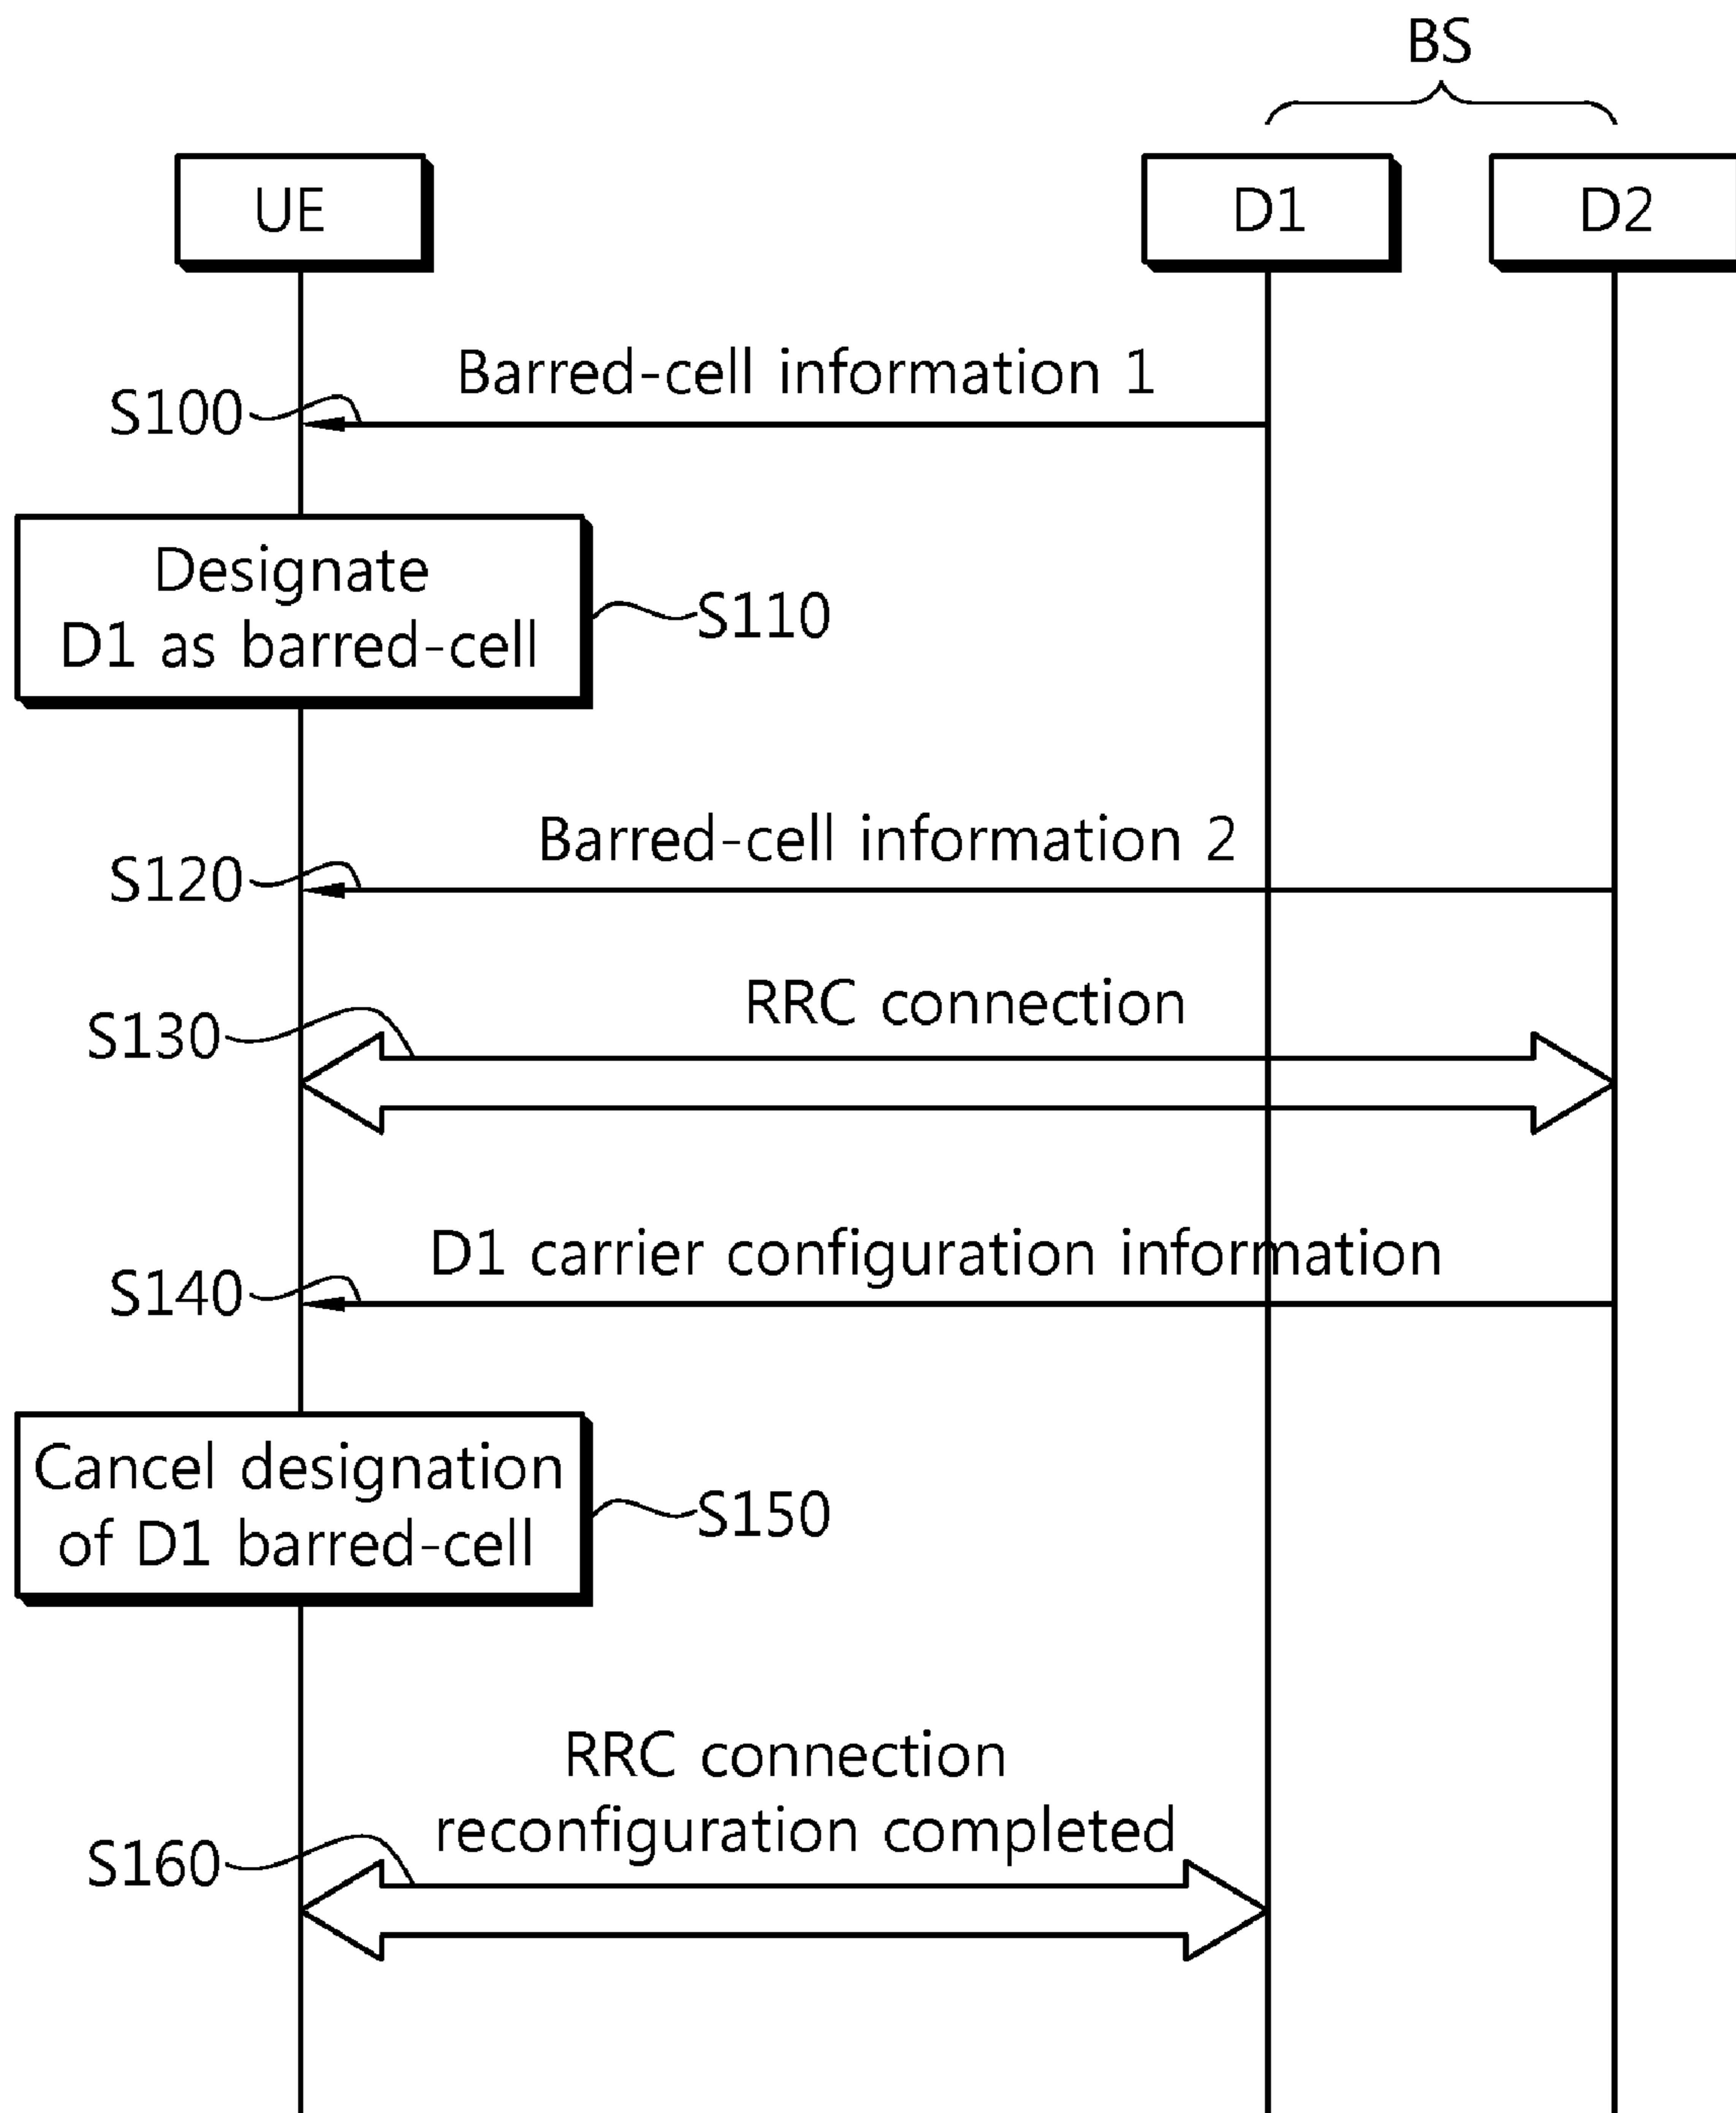 BS
UE
D1
D2
Barred-cell information 1
S100
Designate
D1 as barred-cell
S110
Barred-cell information 2
S120
RRC connection
S130
D1 carrier configuration information
S140
Cancel designation
of D1 barred-cell
S150
RRC connection
reconfiguration completed
S160